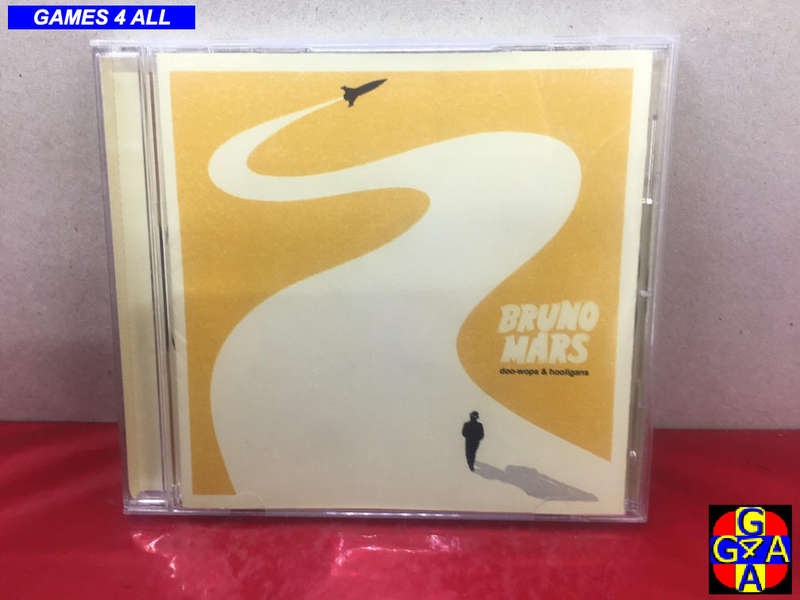 GAMES 4 ALL
BRUNO
MARS
doo-wops & hooligans
G
G4A
A